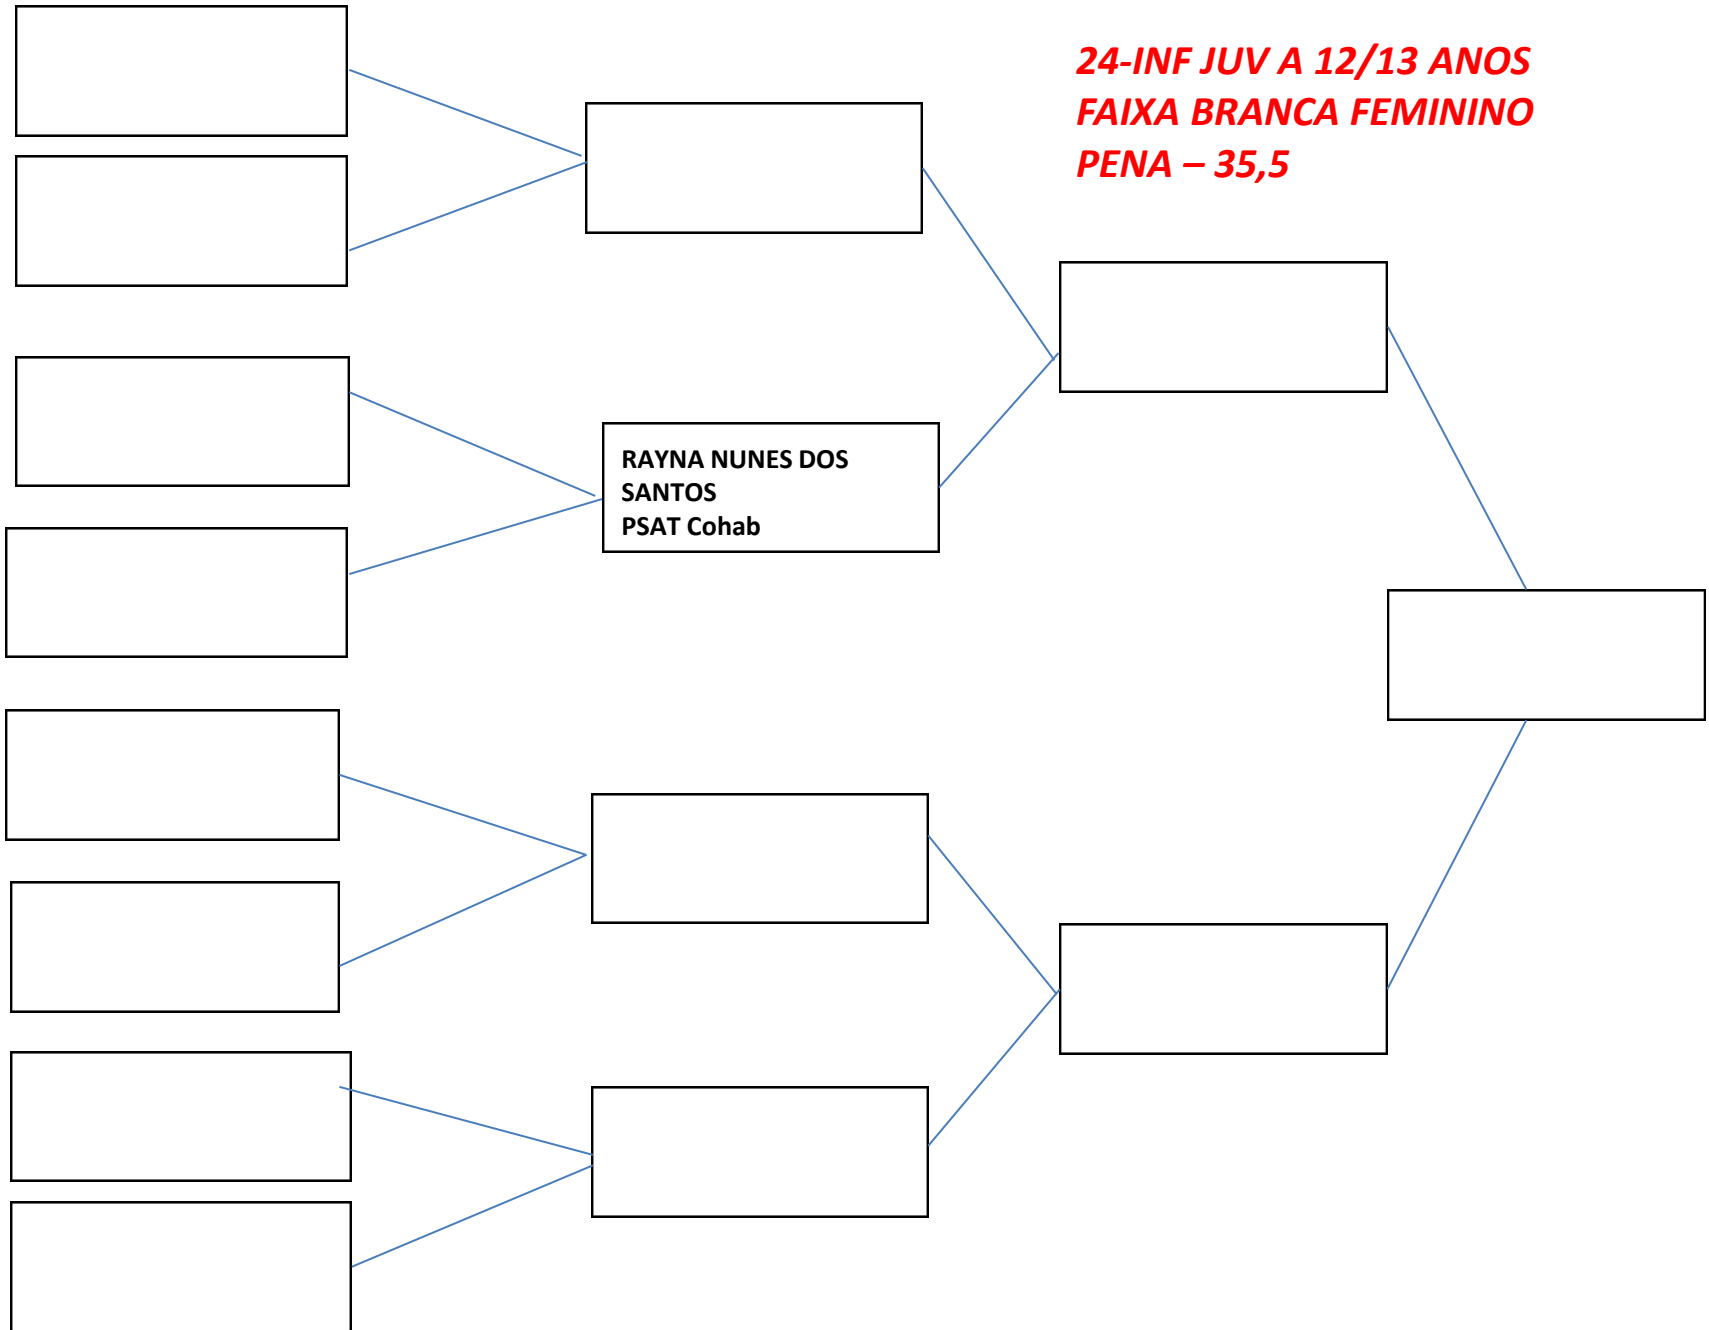 24-INF JUV A 12/13 ANOS
FAIXA BRANCA FEMININO
PENA – 35,5
RAYNA NUNES DOS
SANTOS
PSAT Cohab